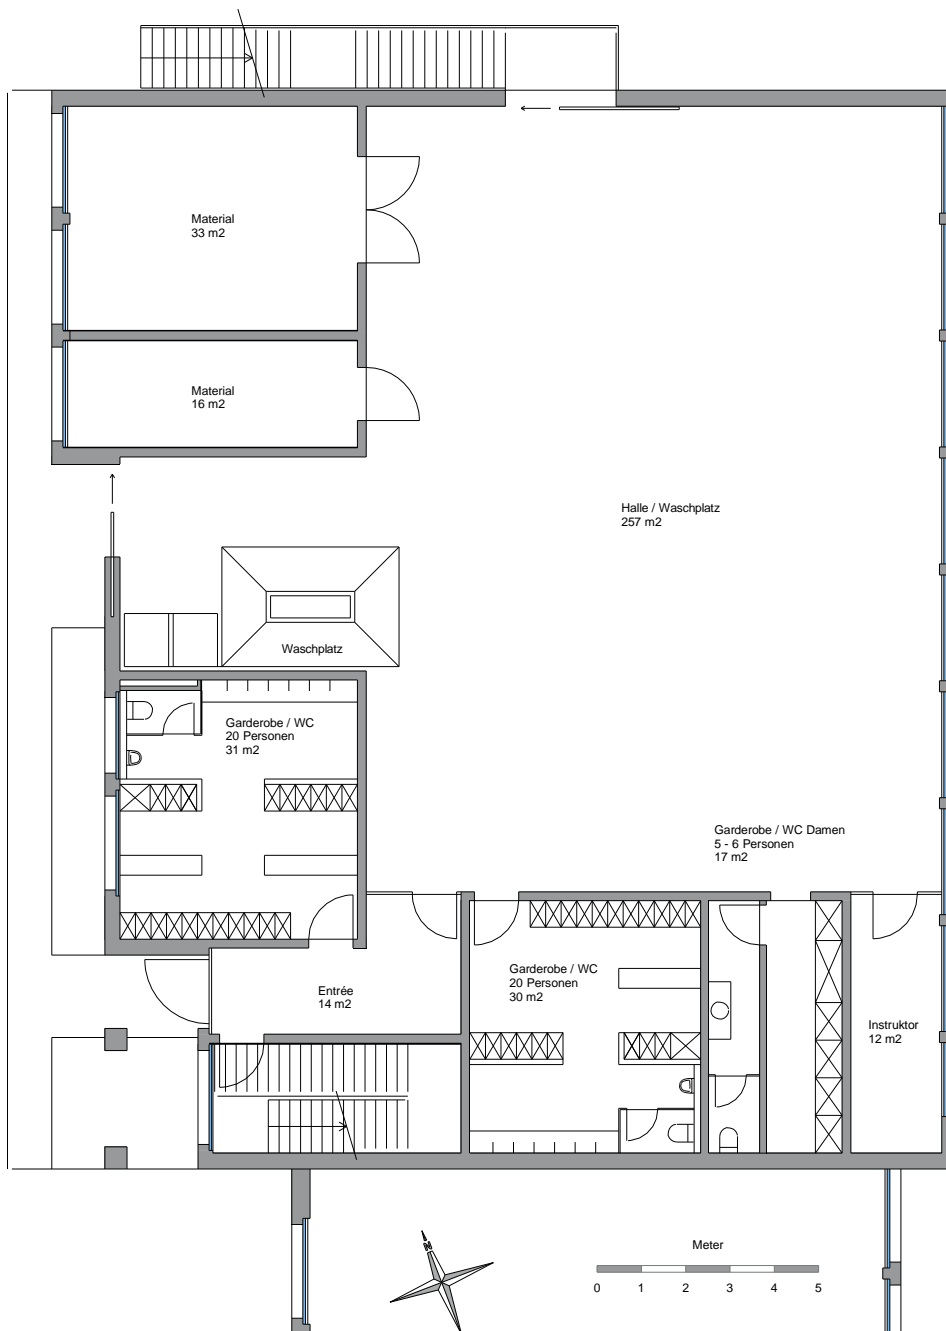 Material
33 m2
Material
16 m2
Halle / Waschplatz
257 m2
Waschplatz
Garderobe / WC
20 Personen
31 m2
Garderobe / WC Damen
5 - 6 Personen
17 m2
Garderobe / WC
20 Personen
30 m2
Entrée
14 m2
Instruktor
12 m2
N
Meter
0 1 2 3 4 5